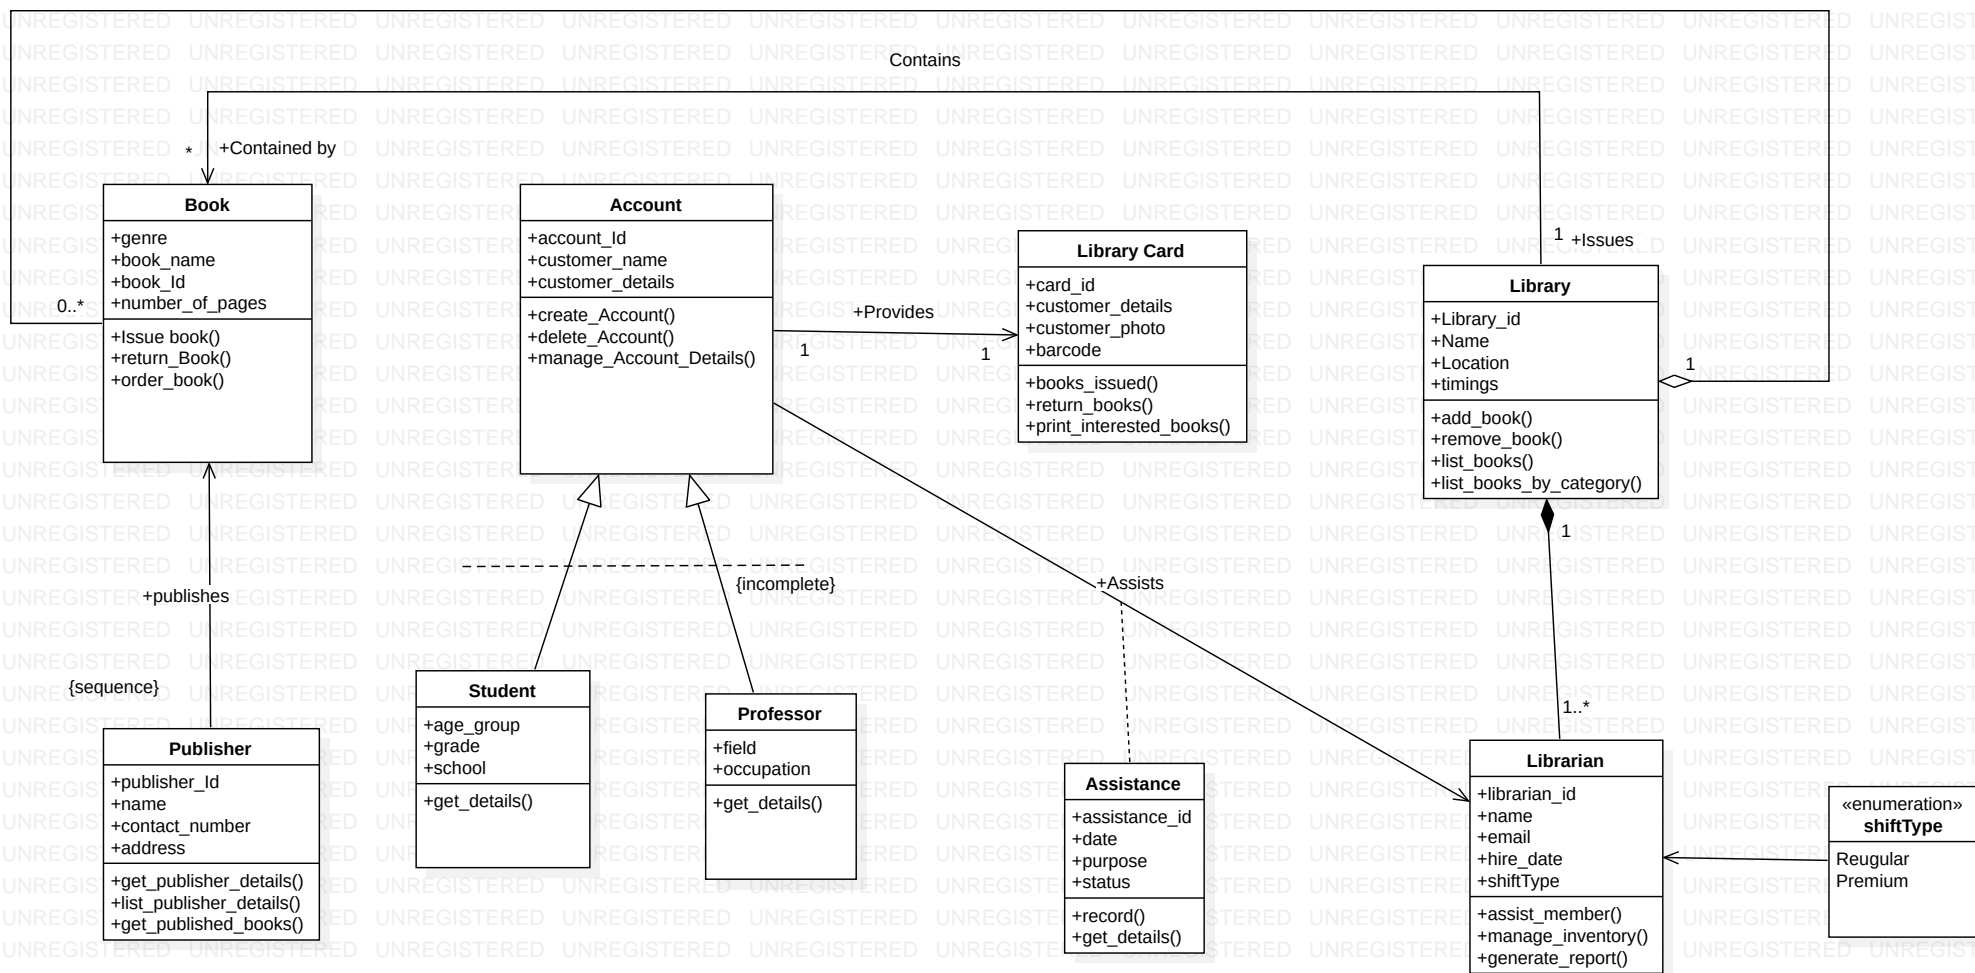 Contains
+Contained by
*
0..*
Book
+genre
+book_name
+book_Id
+number_of_pages
+Issue book()
+return_Book()
+order_book()
Account
+account_Id
+customer_name
+customer_details
+create_Account()
+delete_Account()
+manage_Account_Details()
+Provides
1
1
Library Card
+card_id
+customer_details
+customer_photo
+barcode
+books_issued()
+return_books()
+print_interested_books()
1
+Issues
Library
+Library_id
+Name
+Location
+timings
+add_book()
+remove_book()
+list_books()
+list_books_by_category()
1
1
1..*
+publishes
{sequence}
{incomplete}
+Assists
Publisher
+publisher_Id
+name
+contact_number
+address
+get_publisher_details()
+list_publisher_details()
+get_published_books()
Student
+age_group
+grade
+school
+get_details()
Professor
+field
+occupation
+get_details()
Assistance
+assistance_id
+date
+purpose
+status
+record()
+get_details()
Librarian
+librarian_id
+name
+email
+hire_date
+shiftType
+assist_member()
+manage_inventory()
+generate_report()
«enumeration»
shiftType
Reugular
Premium
UNREGISTERED